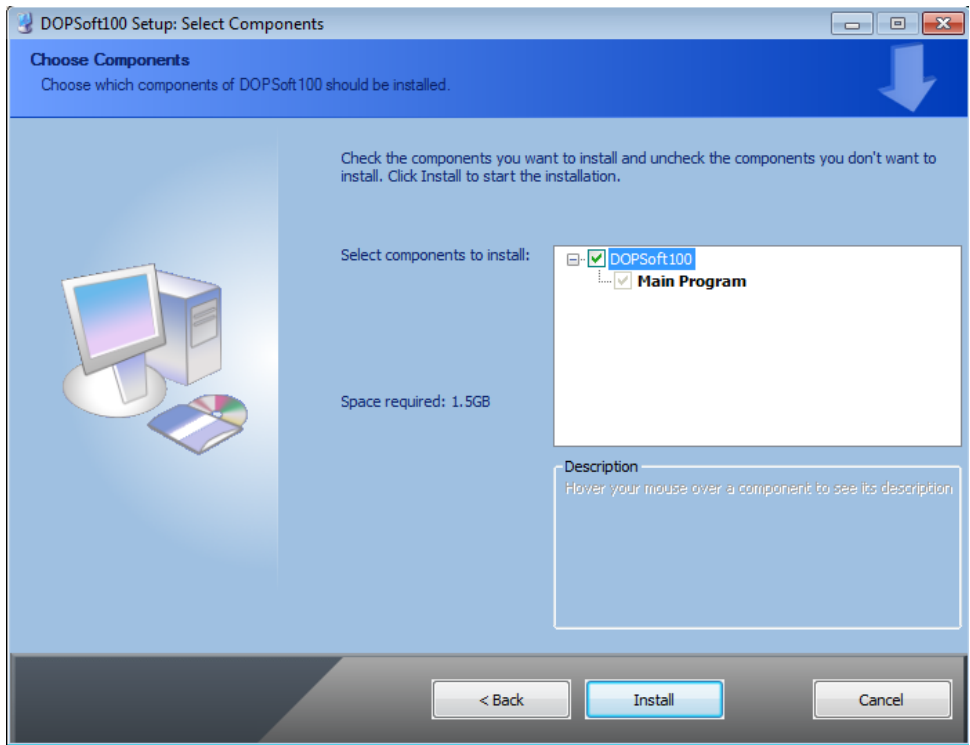 DOPSoft100 Setup: Select Components
Choose Components
Choose which components of DOPSoft100 should be installed.
Check the components you want to install and uncheck the components you don't want to
install. Click Install to start the installation.
Select components to install:
DOPSoft100
Main Program
Space required: 1.5GB
Description
Hover your mouse over a component to see its description
< Back
Install
Cancel